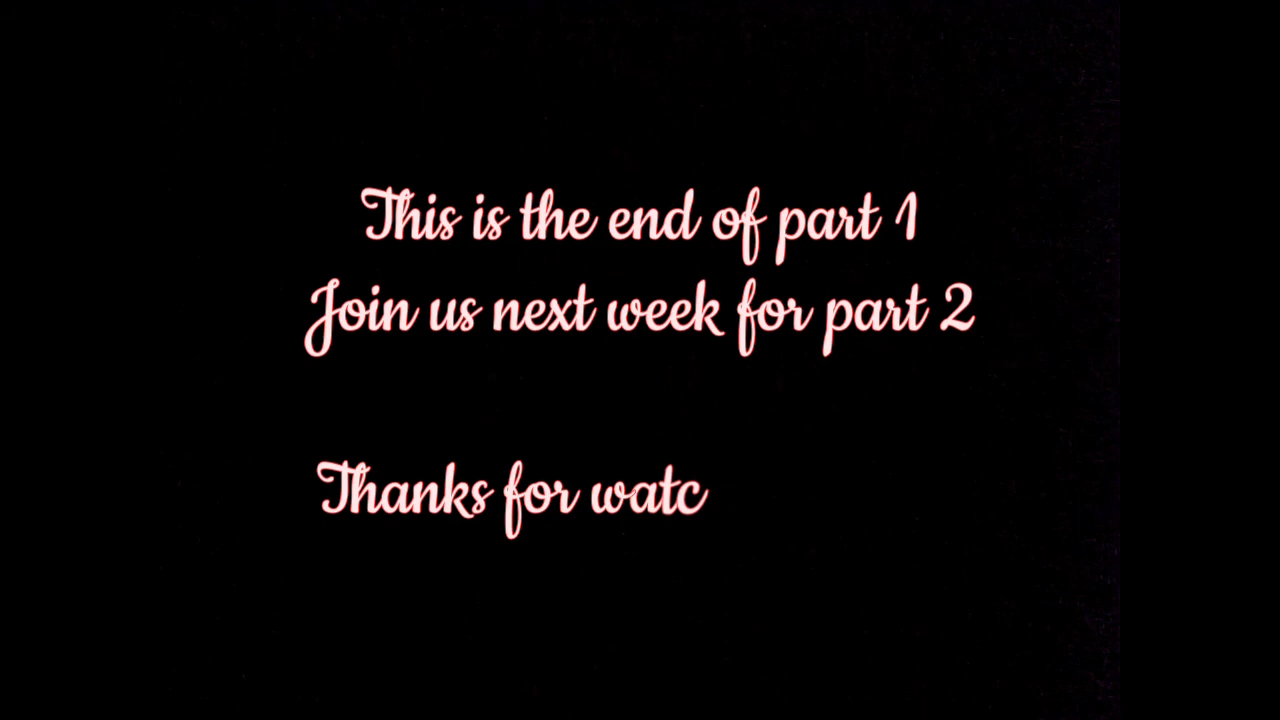 This is the end of part 1
Join us next week for part 2
Thanks for watc